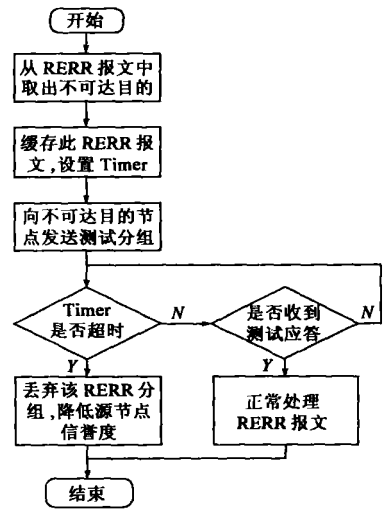 开始
从 RERR 报文中
取出不可达目的
缓存此 RERR 报
文,设置 Timer
向不可达目的节
点发送测试分组
Timer
是否超时
N
是否收到
测试应答
N
Y
Y
丢弃该 RERR 分
组,降低源节点
信誉度
正常处理
RERR 报文
结束